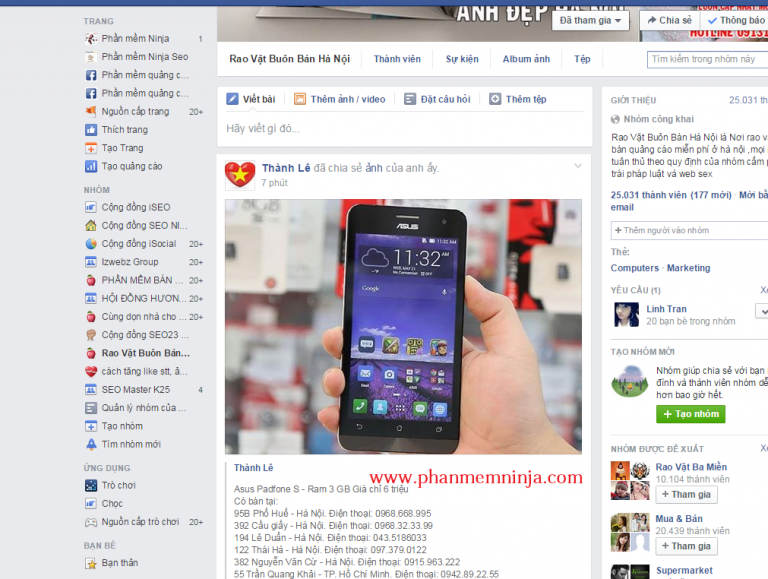 ẢNH ĐẸP HÀ NỘI
Đã tham gia
Chia sẻ
Thông báo
HOTLINE 09131
Rao Vặt Buôn Bán Hà Nội
Thành viên
Sự kiện
Album ảnh
Tệp
Tìm kiếm trong nhóm này
TRANG
Phần mềm Ninja 1
Phần mềm Ninja Seo
Phần mềm quảng c...
Phần mềm quảng c...
Nguồn cấp trang 20+
Thích trang
Tạo Trang
Tạo quảng cáo
NHÓM
Cộng đồng iSEO
Cộng đồng SEO NI...
Cộng đồng iSocial 20+
Izwebz Group 20+
PHẦN MỀM BÁN ... 20+
HỘI ĐỒNG HƯƠN... 20+
Cùng dọn nhà cho ... 20+
Cộng đồng SEO23 ...
Rao Vặt Buôn Bán...
cách tăng like stt, ả...
SEO Master K25 4
Quản lý nhóm của ...
Tạo nhóm
Tìm nhóm mới
ỨNG DỤNG
Trò chơi
Chọc
Nguồn cấp trò chơi 20+
BẠN BÈ
Bạn thân
Viết bài
Thêm ảnh / video
Đặt câu hỏi
Thêm tệp
Hãy viết gì đó...
Thành Lê đã chia sẻ ảnh của anh ấy.
7 phút
ASUS
11:32 AM
11:32 AM
Google
www.phanmemninja.com
Thành Lê
Asus Padfone S - Ram 3 GB Giá chỉ 6 triệu
Có bán tại:
95B Phố Huế - Hà Nội. Điện thoại: 0968.668.995
392 Cầu giấy - Hà Nội. Điện thoại: 0968.32.33.99
194 Lê Duẩn - Hà Nội. Điện thoại: 043.5186033
122 Thái Hà - Hà Nội. Điện thoại: 097.379.0122
382 Nguyễn Văn Cừ - Hà Nội. Điện thoại: 0915.963.222
55 Trần Quang Khải - TP. Hồ Chí Minh. Điện thoại: 0942.89.22.55
GIỚI THIỆU 25.031 th
Nhóm công khai
Rao Vặt Buôn Bán Hà Nội là Nơi rao v
bán quảng cáo miễn phí ở hà nội ,mọi
tuân thủ theo quy định của nhóm cấm p
trái pháp luật và web sex
25.031 thành viên (177 mới) · Mời bằ
email
Thêm người vào nhóm
Thẻ:
Computers · Marketing
YÊU CẦU (1)
Linh Tran
20 bạn bè trong nhóm
TẠO NHÓM MỚI
Nhóm giúp chia sẻ với bạn
đình và thành viên nhóm dễ
hơn bao giờ hết.
Tạo nhóm
NHÓM ĐƯỢC ĐỀ XUẤT
Rao Vặt Ba Miền
10.104 thành viên
Tham gia
Mua & Bán
20.439 thành viên
Tham gia
Supermarket